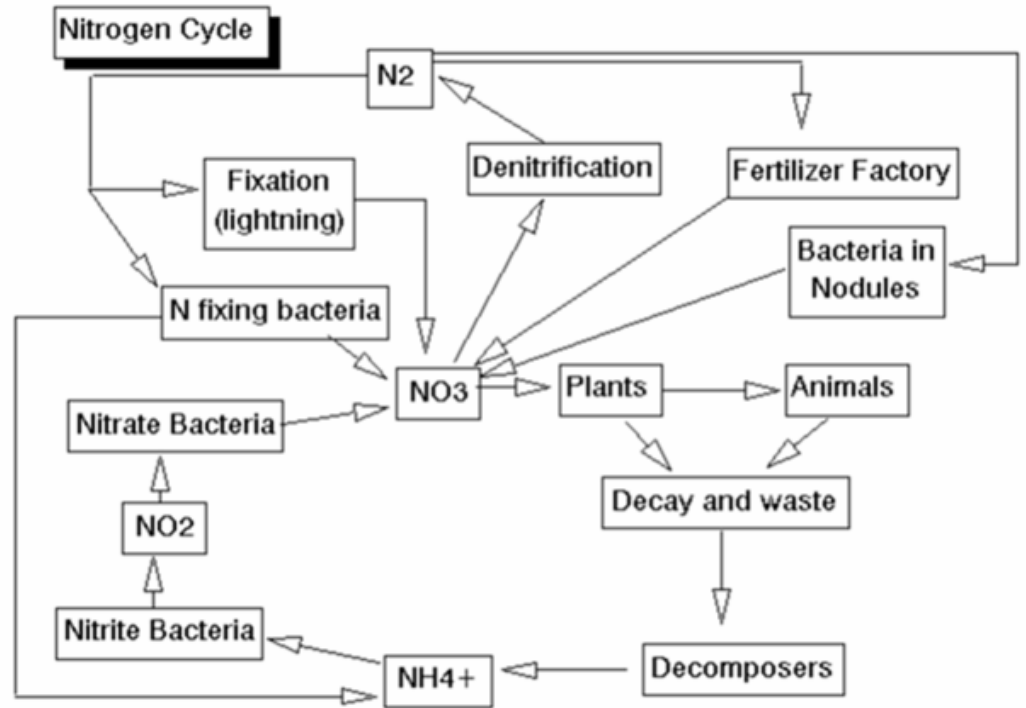 Nitrogen Cycle
N2
Denitrification
Fertilizer Factory
Fixation
(lightning)
Bacteria in
Nodules
N fixing bacteria
NO3
Plants
Animals
Nitrate Bacteria
Decay and waste
NO2
Nitrite Bacteria
NH4+
Decomposers